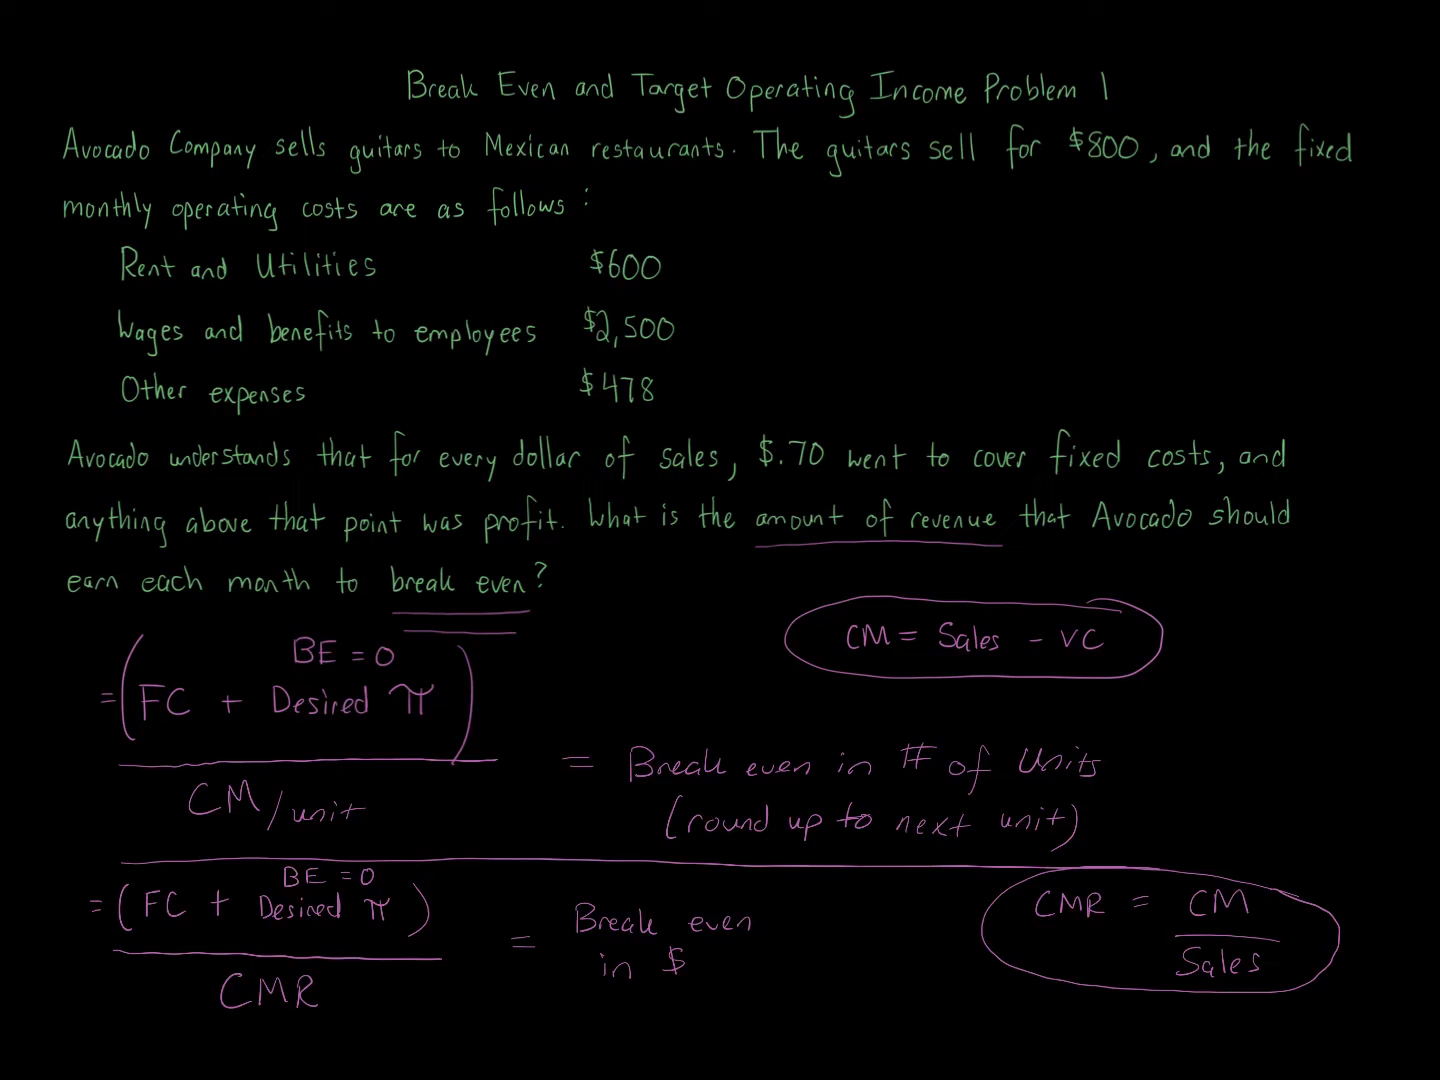 Break Even and Target Operating Income Problem 1
Avocado Company sells guitars to Mexican restaurants. The guitars sell for $800, and the fixed
monthly operating costs are as follows:
Rent and Utilities $600
Wages and benefits to employees $2,500
Other expenses $478
Avocado understands that for every dollar of sales, $.70 went to cover fixed costs, and
anything above that point was profit. What is the amount of revenue that Avocado should
earn each month to break even?
CM = Sales - VC
BE = 0
= (FC + Desired π)
CM/unit
= Break even in # of Units
(round up to next unit)
BE = 0
= (FC + Desired π)
CMR
= Break even
in $
CMR = CM
Sales